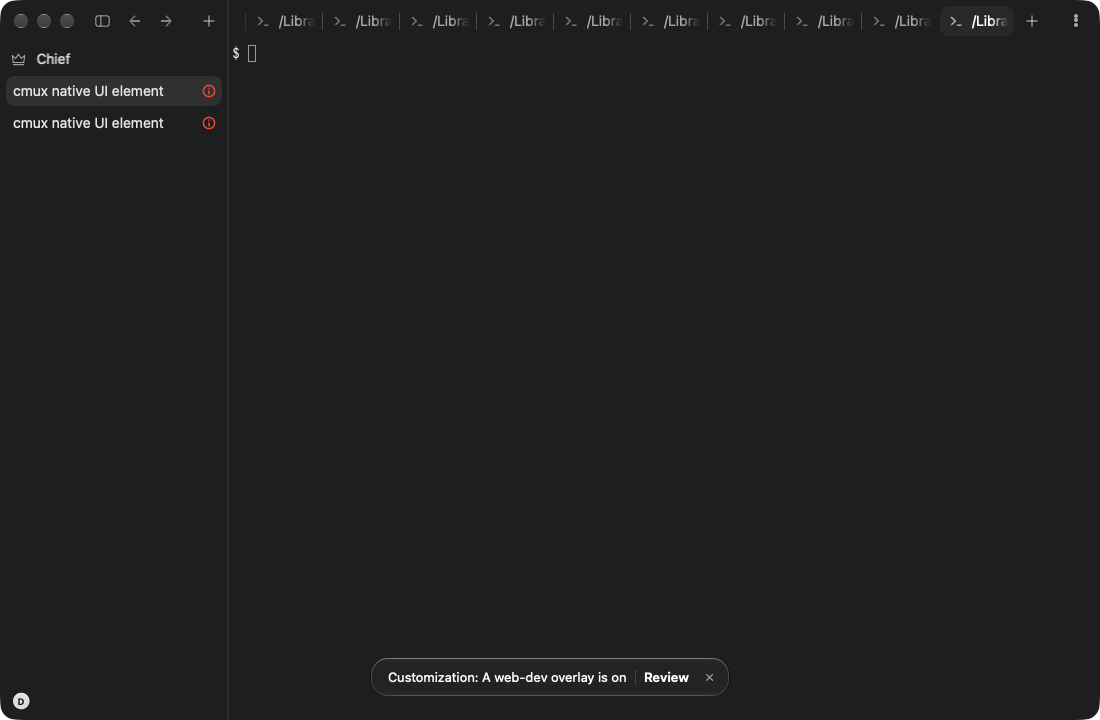 /Libra /Libra /Libra /Libra /Libra /Libra /Libra /Libra /Libra /Libra
Chief
$
cmux native UI element
cmux native UI element
Customization: A web-dev overlay is on Review
D